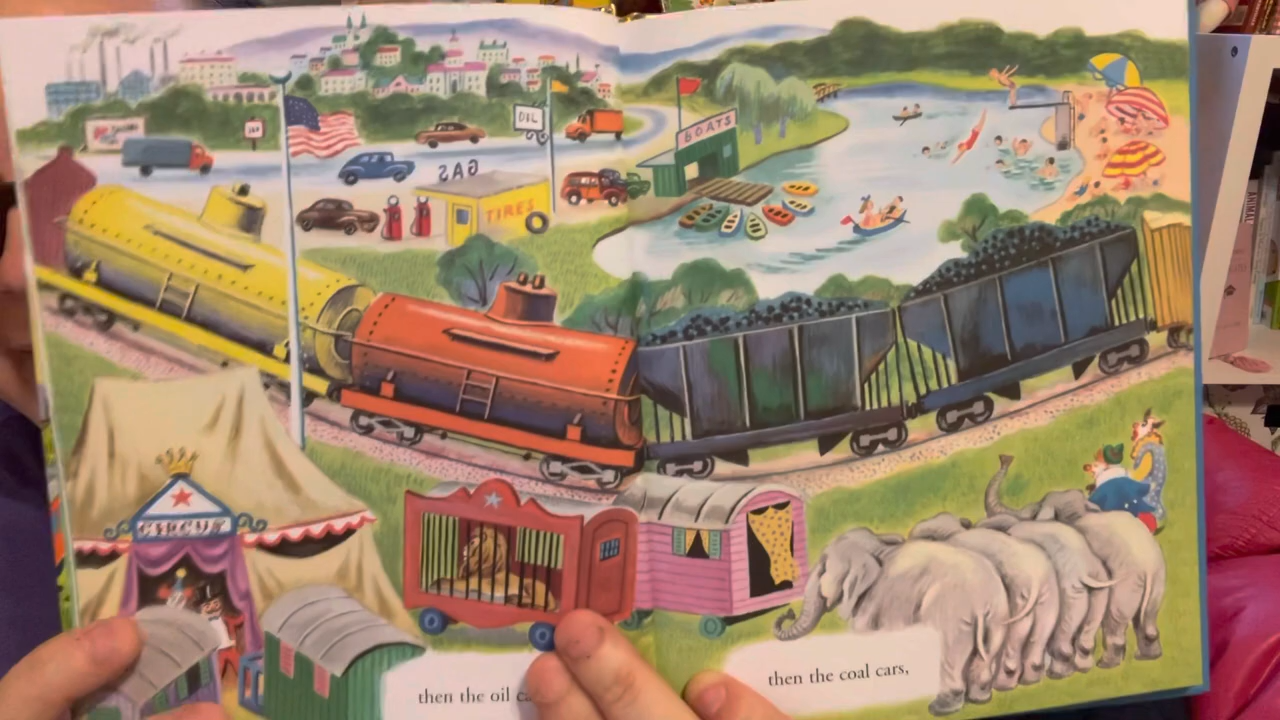 OIL
BOATS
GAS
TIRES
CIRCUS
then the oil
then the coal cars,